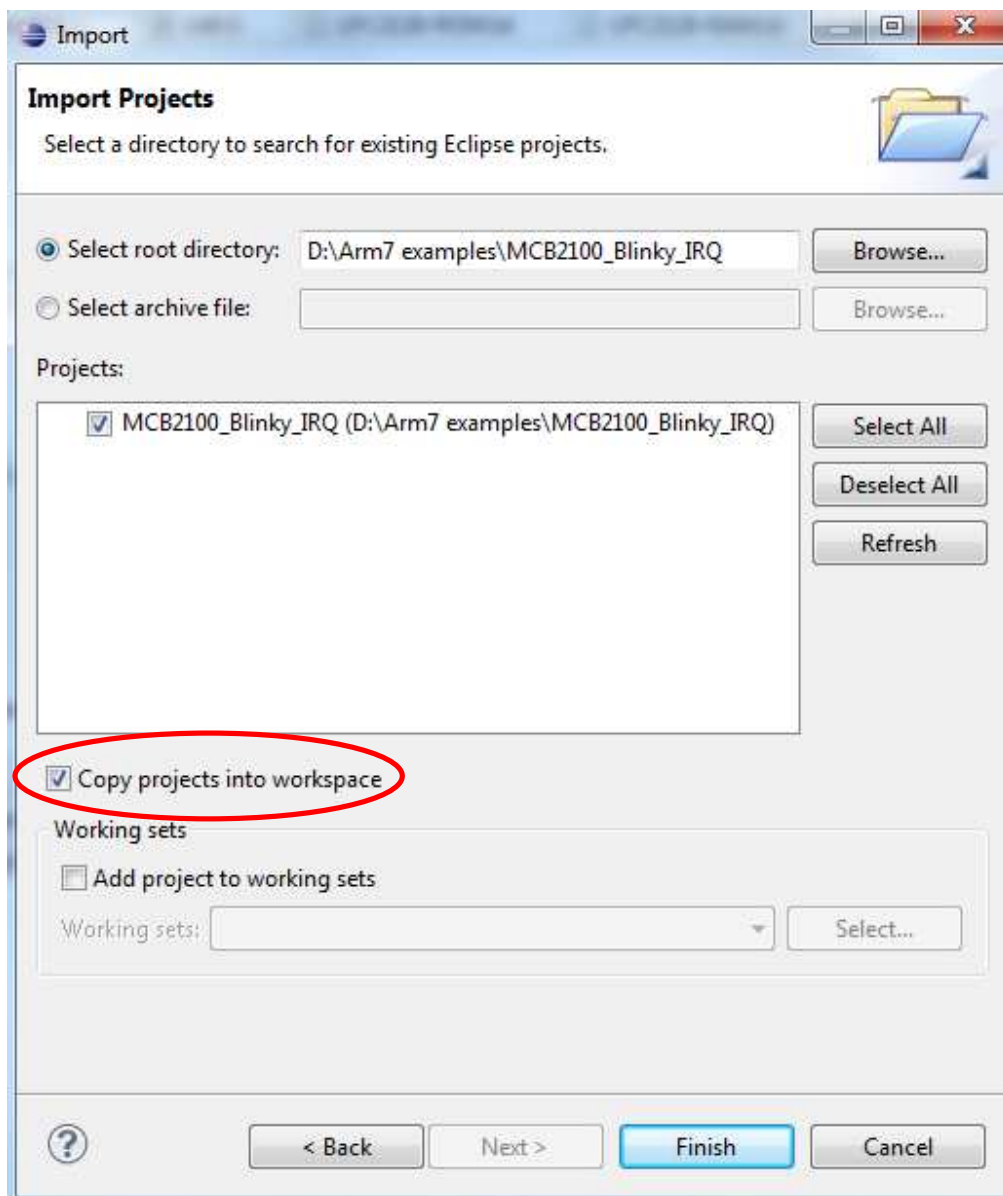 Import
Import Projects
Select a directory to search for existing Eclipse projects.
Select root directory: D:\Arm7 examples\MCB2100_Blinky_IRQ Browse...
Select archive file: Browse...
Projects:
MCB2100_Blinky_IRQ (D:\Arm7 examples\MCB2100_Blinky_IRQ) Select All
Deselect All
Refresh
Copy projects into workspace
Working sets
Add project to working sets
Working sets: Select...
? < Back Next > Finish Cancel